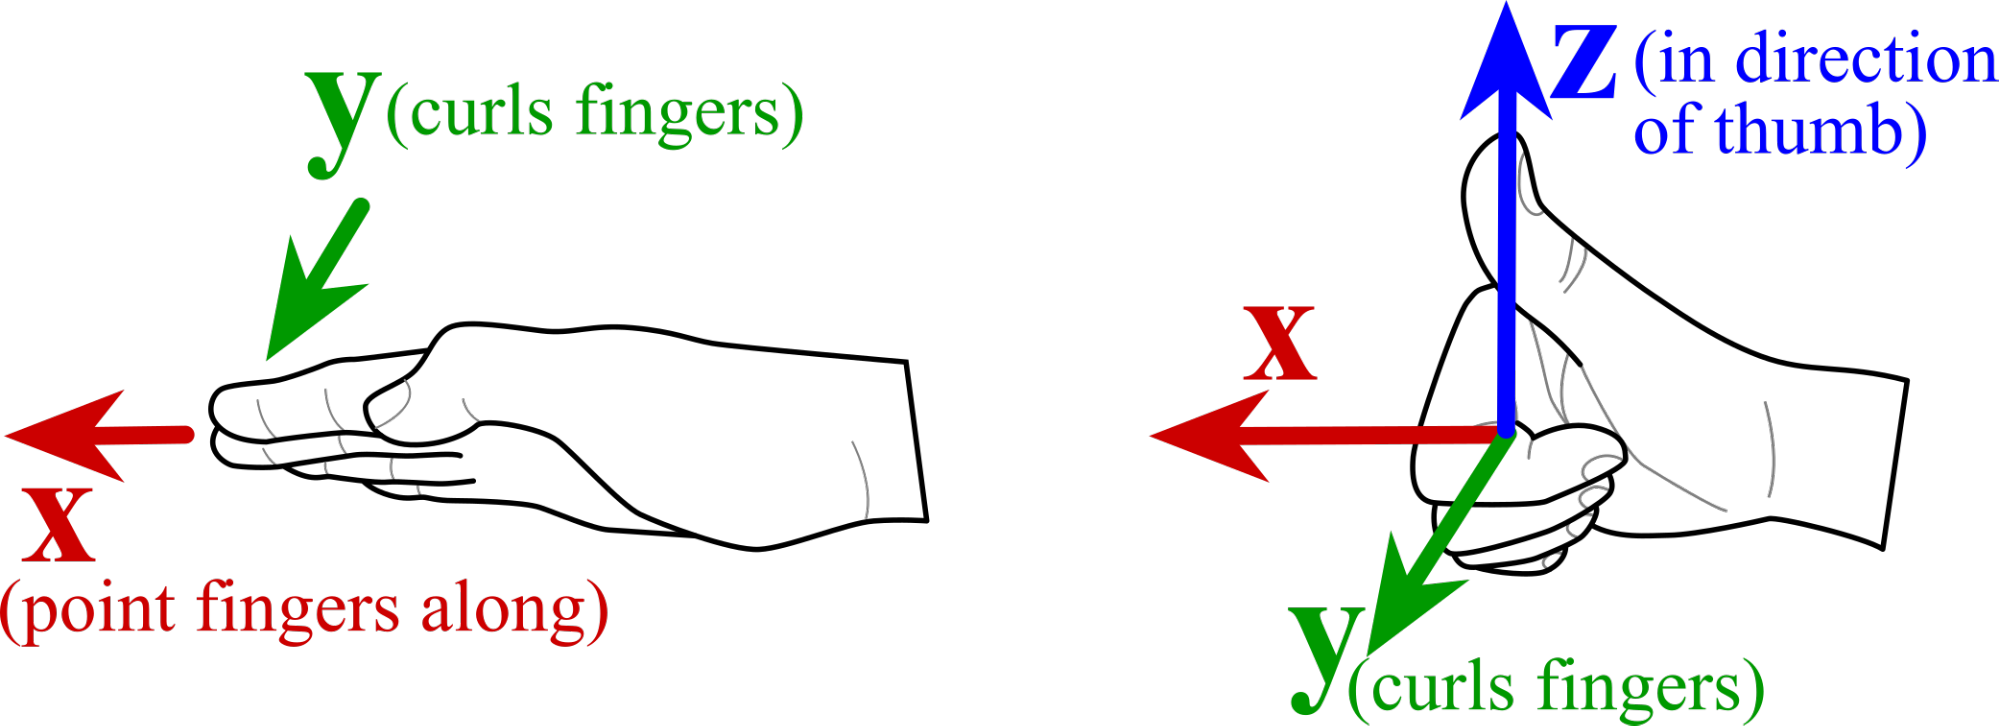 y (curls fingers)
x
(point fingers along)
z (in direction
of thumb)
x
y (curls fingers)